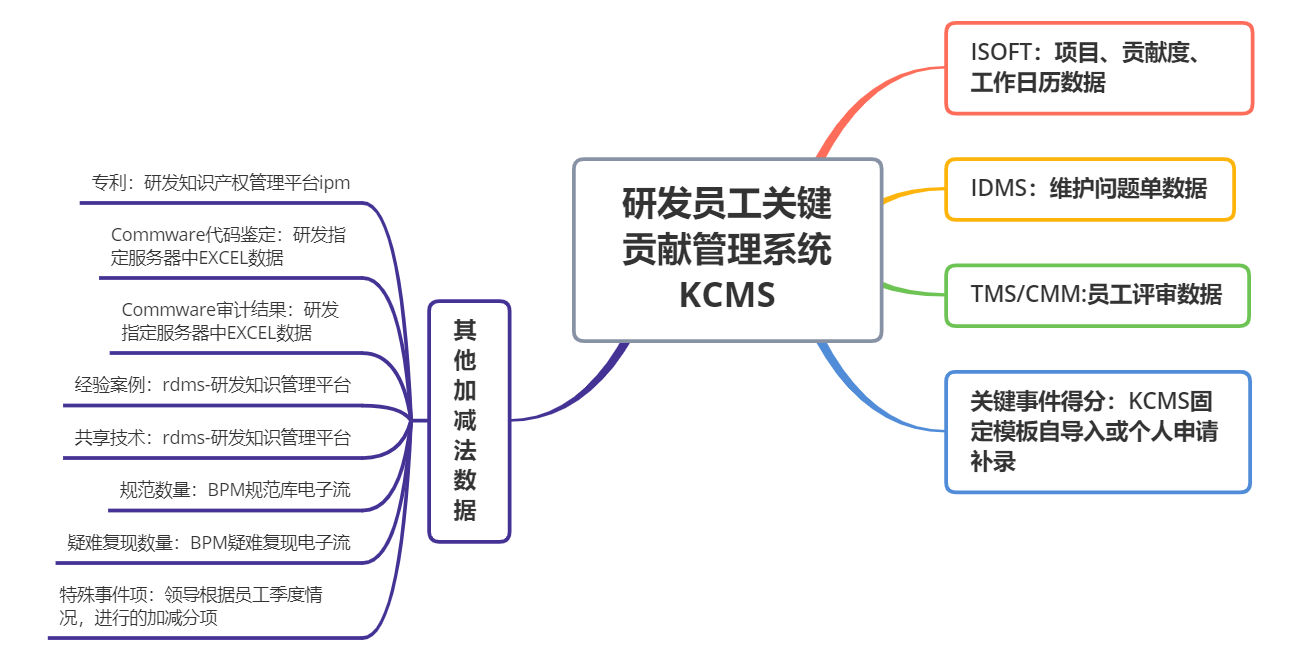 研发员工关键
贡献管理系统
KCMS
ISOFT：项目、贡献度、
工作日历数据
IDMS：维护问题单数据
TMS/CMM:员工评审数据
关键事件得分：KCMS固
定模板自导入或个人申请
补录
其
他
加
减
法
数
据
专利：研发知识产权管理平台ipm
Commware代码鉴定：研发指
定服务器中EXCEL数据
Commware审计结果：研发
指定服务器中EXCEL数据
经验案例：rdms-研发知识管理平台
共享技术：rdms-研发知识管理平台
规范数量：BPM规范库电子流
疑难复现数量：BPM疑难复现电子流
特殊事件项：领导根据员工季度情
况，进行的加减分项